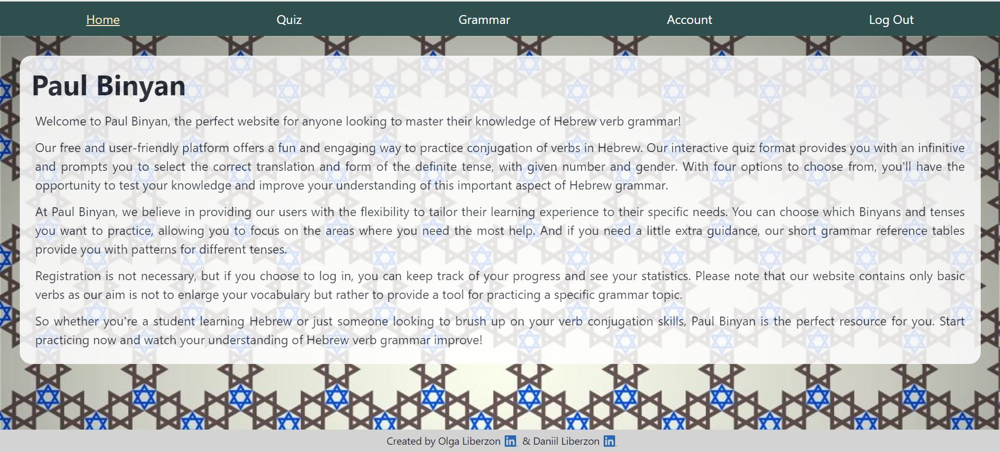 Home
Quiz
Grammar
Account
Log Out
Paul Binyan
Welcome to Paul Binyan, the perfect website for anyone looking to master their knowledge of Hebrew verb grammar!
Our free and user-friendly platform offers a fun and engaging way to practice conjugation of verbs in Hebrew. Our interactive quiz format provides you with an infinitive
and prompts you to select the correct translation and form of the definite tense, with given number and gender. With four options to choose from, you'll have the
opportunity to test your knowledge and improve your understanding of this important aspect of Hebrew grammar.
At Paul Binyan, we believe in providing our users with the flexibility to tailor their learning experience to their specific needs. You can choose which Binyans and tenses
you want to practice, allowing you to focus on the areas where you need the most help. And if you need a little extra guidance, our short grammar reference tables
provide you with patterns for different tenses.
Registration is not necessary, but if you choose to log in, you can keep track of your progress and see your statistics. Please note that our website contains only basic
verbs as our aim is not to enlarge your vocabulary but rather to provide a tool for practicing a specific grammar topic.
So whether you're a student learning Hebrew or just someone looking to brush up on your verb conjugation skills, Paul Binyan is the perfect resource for you. Start
practicing now and watch your understanding of Hebrew verb grammar improve!
Created by Olga Liberzon in & Daniil Liberzon in